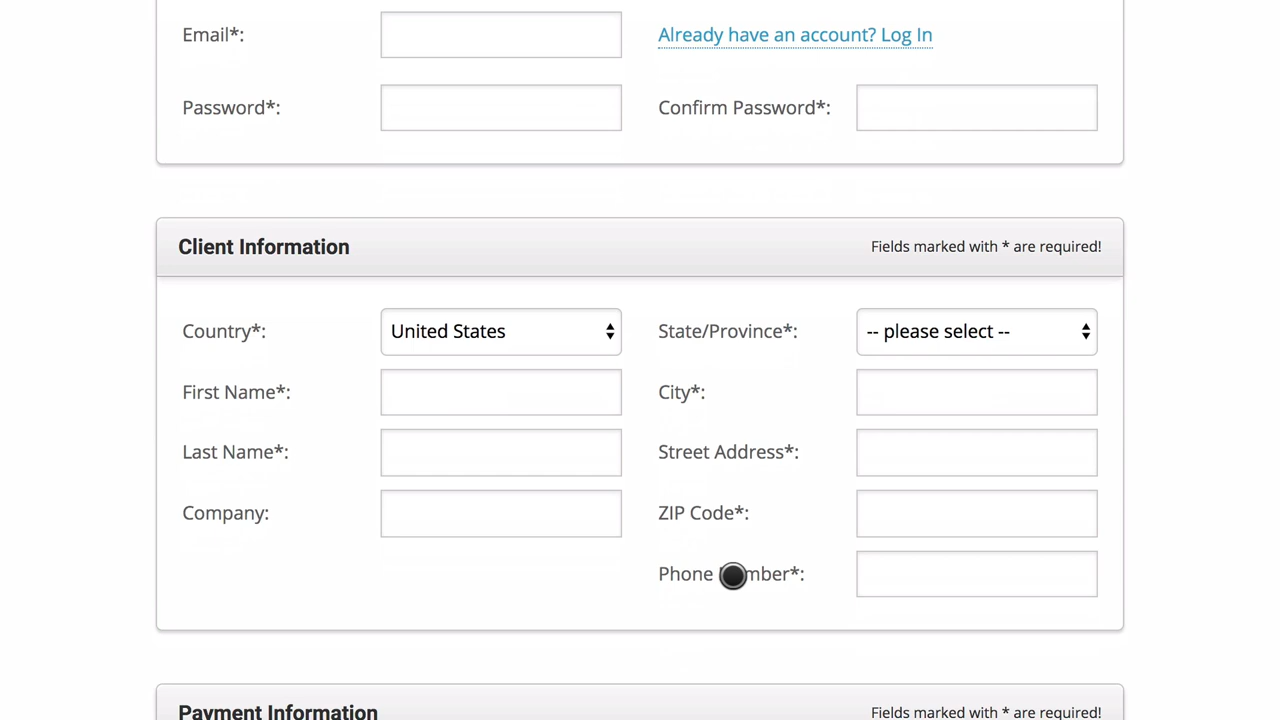 Email*: Already have an account? Log In
Password*: Confirm Password*:
Client Information Fields marked with * are required!
Country*: United States State/Province*: -- please select --
First Name*: City*:
Last Name*: Street Address*:
Company: ZIP Code*:
Phone mber*:
Payment Information Fields marked with * are required!